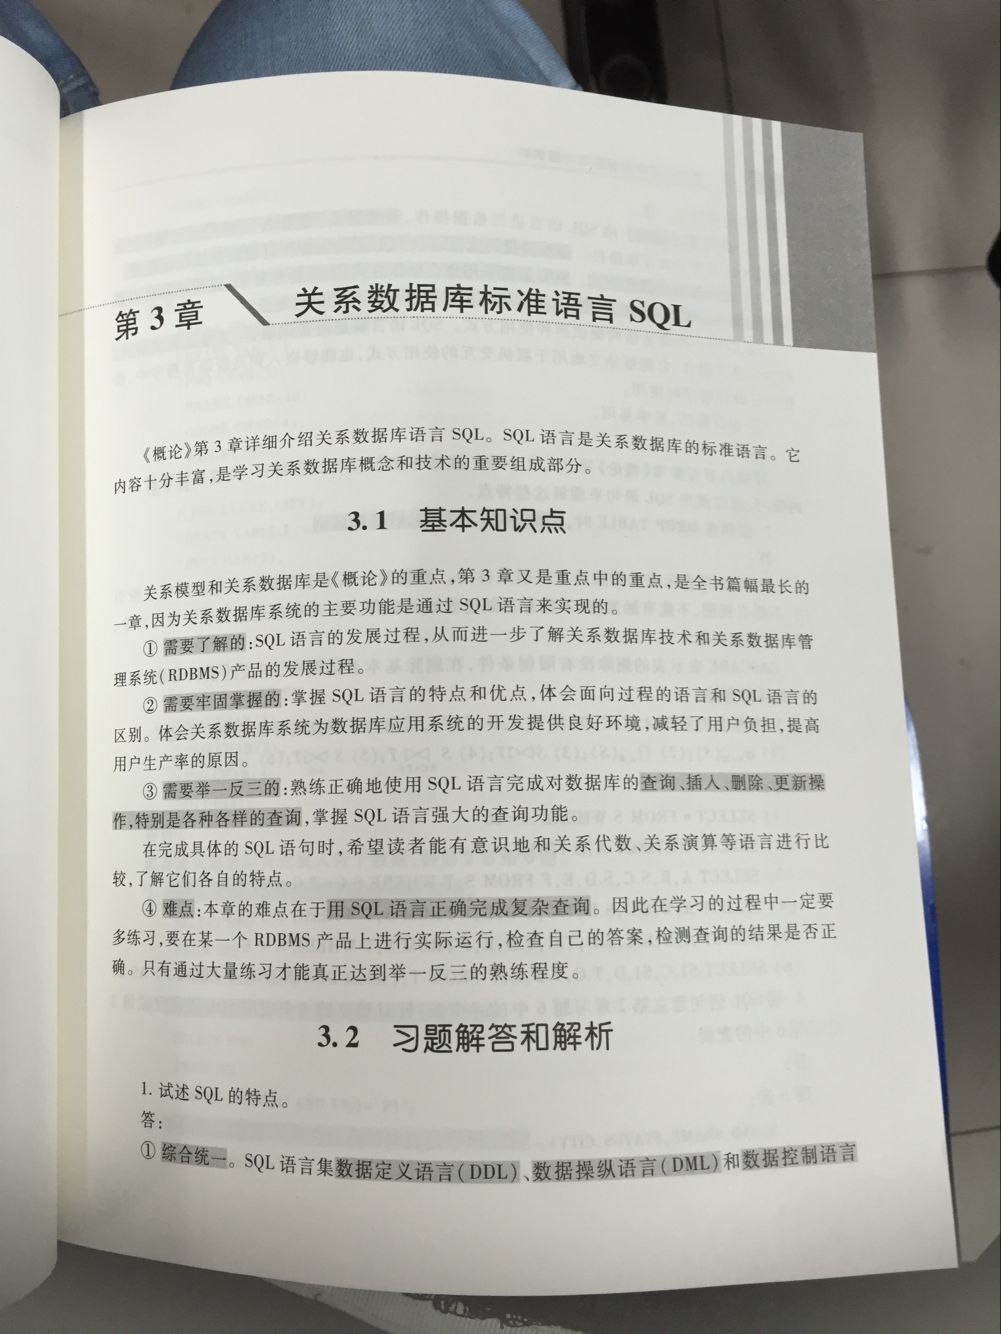 第3章 关系数据库标准语言 SQL
《概论》第3章详细介绍关系数据库语言 SQL。SQL 语言是关系数据库的标准语言。它
内容十分丰富,是学习关系数据库概念和技术的重要组成部分。
3.1 基本知识点
关系模型和关系数据库是《概论》的重点,第3章又是重点中的重点,是全书篇幅最长的
一章,因为关系数据库系统的主要功能是通过 SQL 语言来实现的。
① 需要了解的:SQL 语言的发展过程,从而进一步了解关系数据库技术和关系数据库管
理系统(RDBMS)产品的发展过程。
② 需要牢固掌握的:掌握 SQL 语言的特点和优点,体会面向过程的语言和 SQL 语言的
区别。体会关系数据库系统为数据库应用系统的开发提供良好环境,减轻了用户负担,提高
用户生产率的原因。
③ 需要举一反三的:熟练正确地使用 SQL 语言完成对数据库的查询、插入、删除、更新操
作,特别是各种各样的查询,掌握 SQL 语言强大的查询功能。
在完成具体的 SQL 语句时,希望读者能有意识地和关系代数、关系演算等语言进行比
较,了解它们各自的特点。
④ 难点:本章的难点在于用 SQL 语言正确完成复杂查询。因此在学习的过程中一定要
多练习,要在某一个 RDBMS 产品上进行实际运行,检查自己的答案,检测查询的结果是否正
确。只有通过大量练习才能真正达到举一反三的熟练程度。
3.2 习题解答和解析
1. 试述 SQL 的特点。
答:
① 综合统一。SQL 语言集数据定义语言(DDL)、数据操纵语言(DML)和数据控制语言